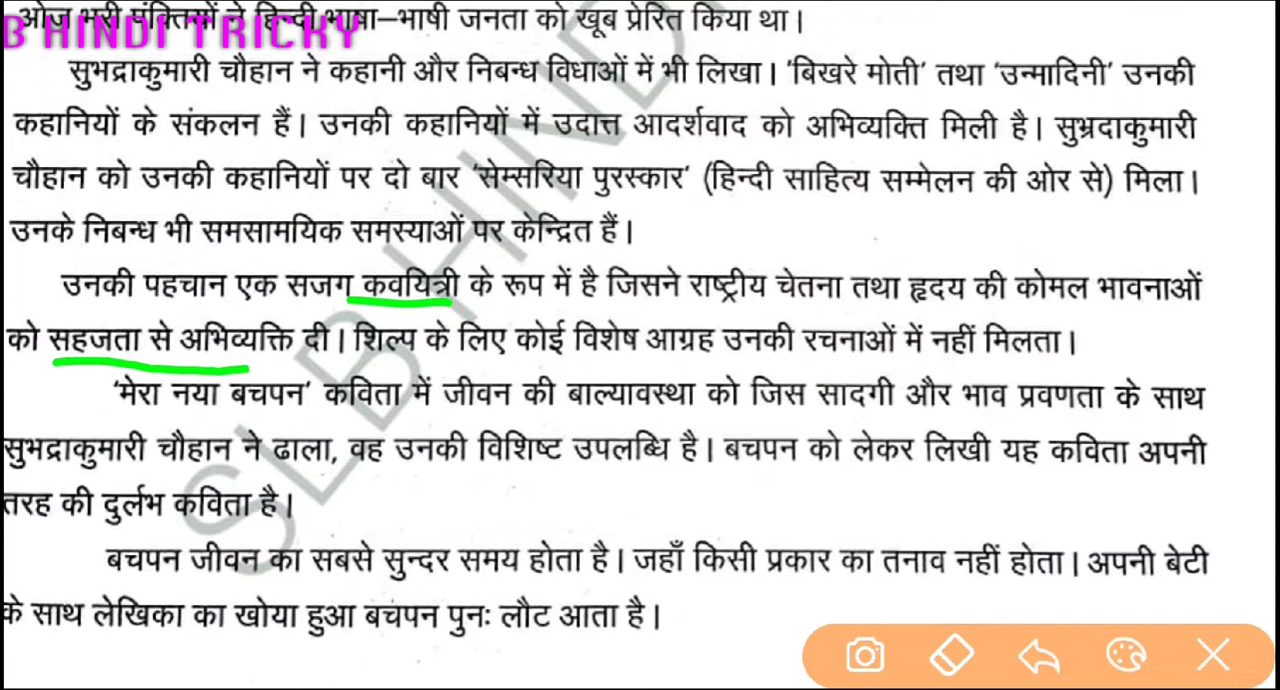 ओज भरी पंक्तियों ने हिन्दी भाषा–भाषी जनता को खूब प्रेरित किया था।
B HINDI TRICKY
सुभद्राकुमारी चौहान ने कहानी और निबन्ध विधाओं में भी लिखा। 'बिखरे मोती' तथा 'उन्मादिनी' उनकी
कहानियों के संकलन हैं। उनकी कहानियों में उदात्त आदर्शवाद को अभिव्यक्ति मिली है। सुभ्रदाकुमारी
चौहान को उनकी कहानियों पर दो बार 'सेम्सरिया पुरस्कार' (हिन्दी साहित्य सम्मेलन की ओर से) मिला।
उनके निबन्ध भी समसामयिक समस्याओं पर केन्द्रित हैं।
उनकी पहचान एक सजग कवयित्री के रूप में है जिसने राष्ट्रीय चेतना तथा हृदय की कोमल भावनाओं
को सहजता से अभिव्यक्ति दी। शिल्प के लिए कोई विशेष आग्रह उनकी रचनाओं में नहीं मिलता।
'मेरा नया बचपन' कविता में जीवन की बाल्यावस्था को जिस सादगी और भाव प्रवणता के साथ
सुभद्राकुमारी चौहान ने ढाला, वह उनकी विशिष्ट उपलब्धि है। बचपन को लेकर लिखी यह कविता अपनी
तरह की दुर्लभ कविता है।
बचपन जीवन का सबसे सुन्दर समय होता है। जहाँ किसी प्रकार का तनाव नहीं होता। अपनी बेटी
के साथ लेखिका का खोया हुआ बचपन पुनः लौट आता है।
SLB HIND